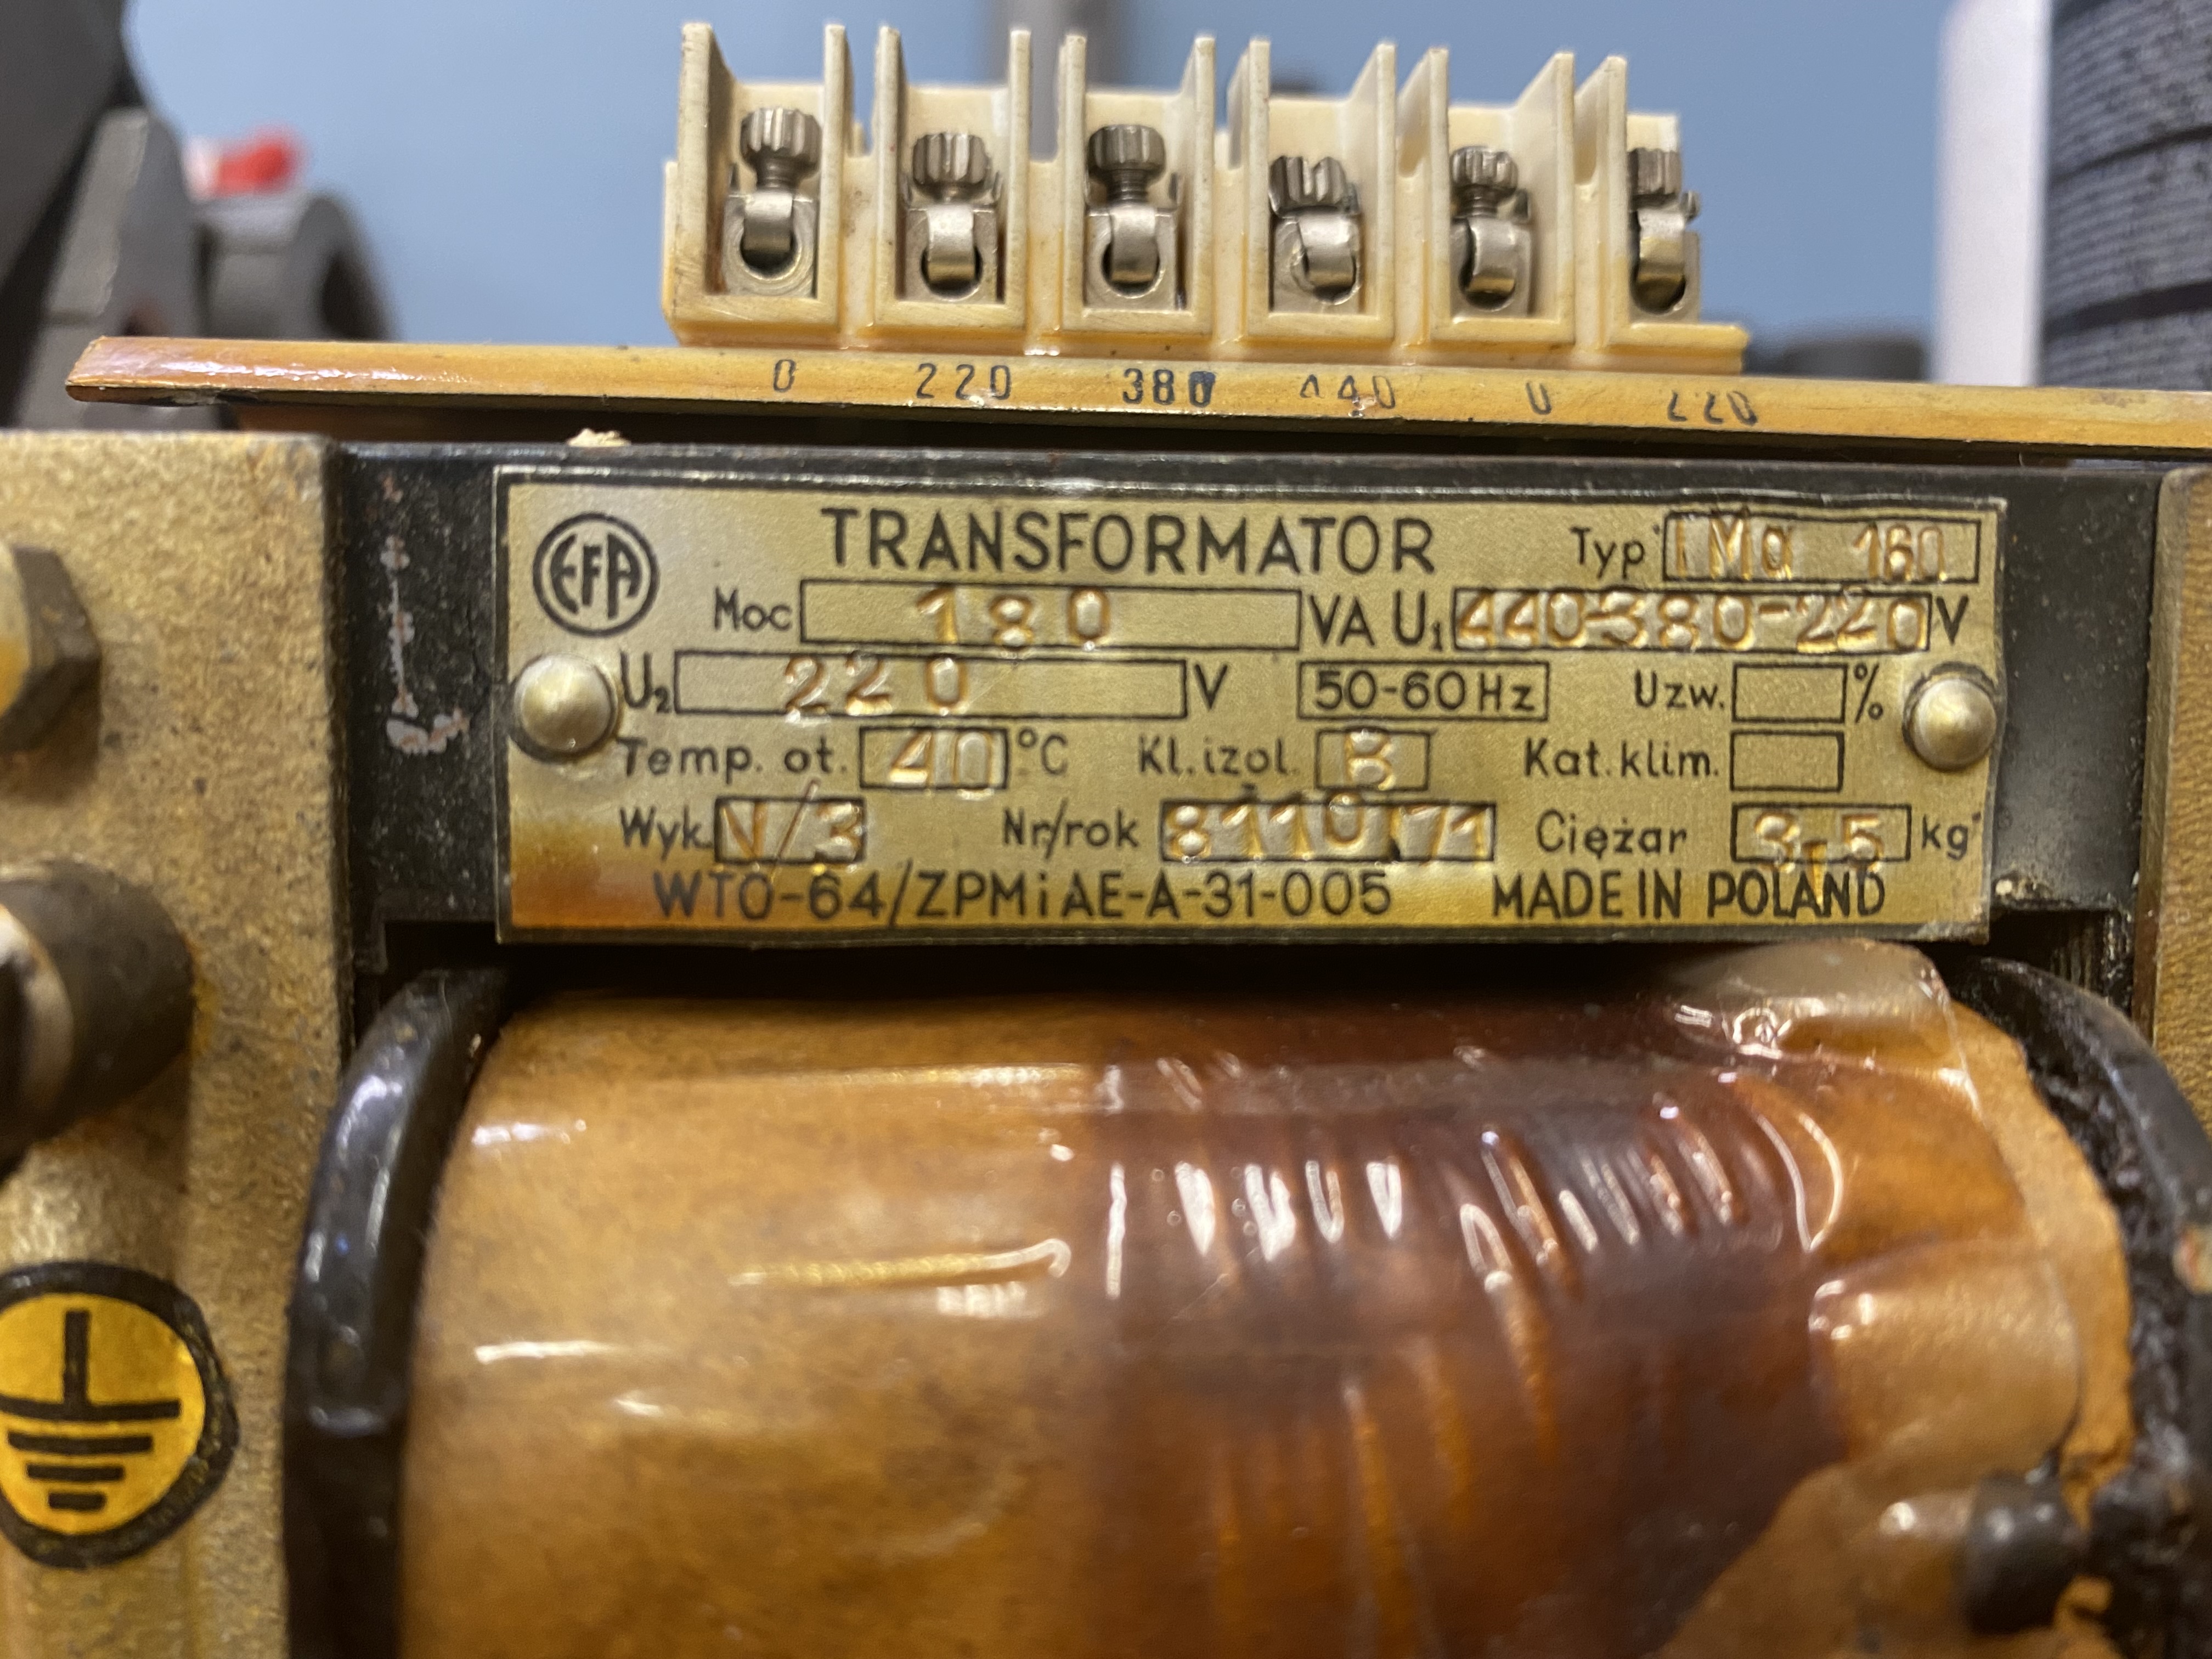 0 220 380 440 0 220
EFA TRANSFORMATOR Typ TMa 160
Moc 180 VA U₁ 440-380-220 V
U₂ 220 V 50-60 Hz Uzw. %
Temp. ot. 40 °C Kl. izol. B Kat. klim.
Wyk. N/3 Nr/rok 8110/71 Ciężar 3,5 kg
WTO-64/ZPMiAE-A-31-005 MADE IN POLAND